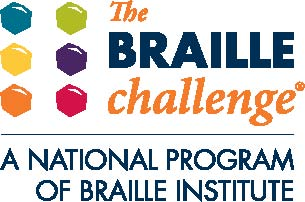 The
BRAILLE
challenge®
A NATIONAL PROGRAM
OF BRAILLE INSTITUTE